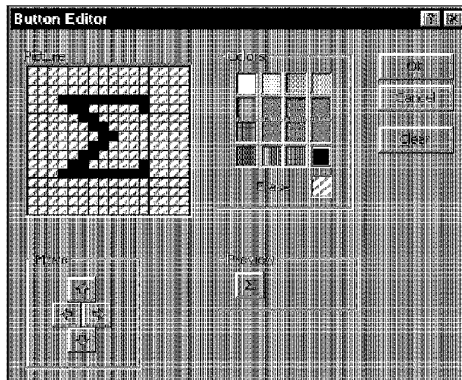 Button Editor
Picture
Colors
OK
Cancel
Clear
Erase
Move
Preview
Σ